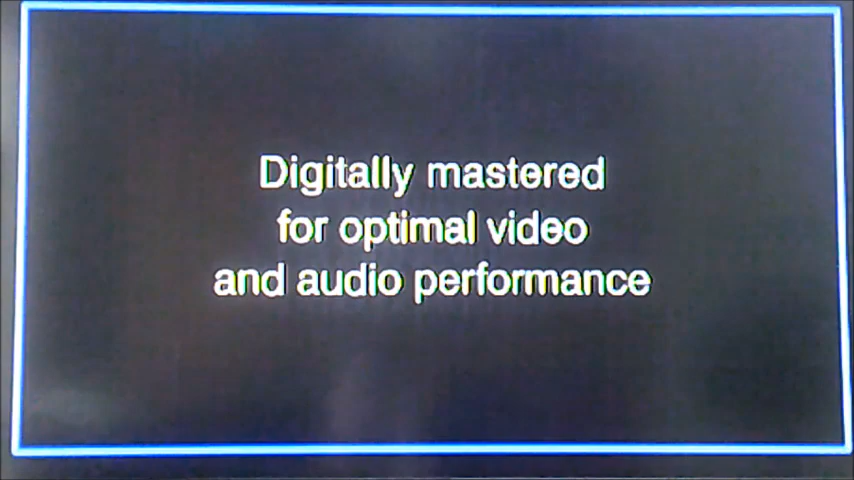 Digitally mastered
for optimal video
and audio performance